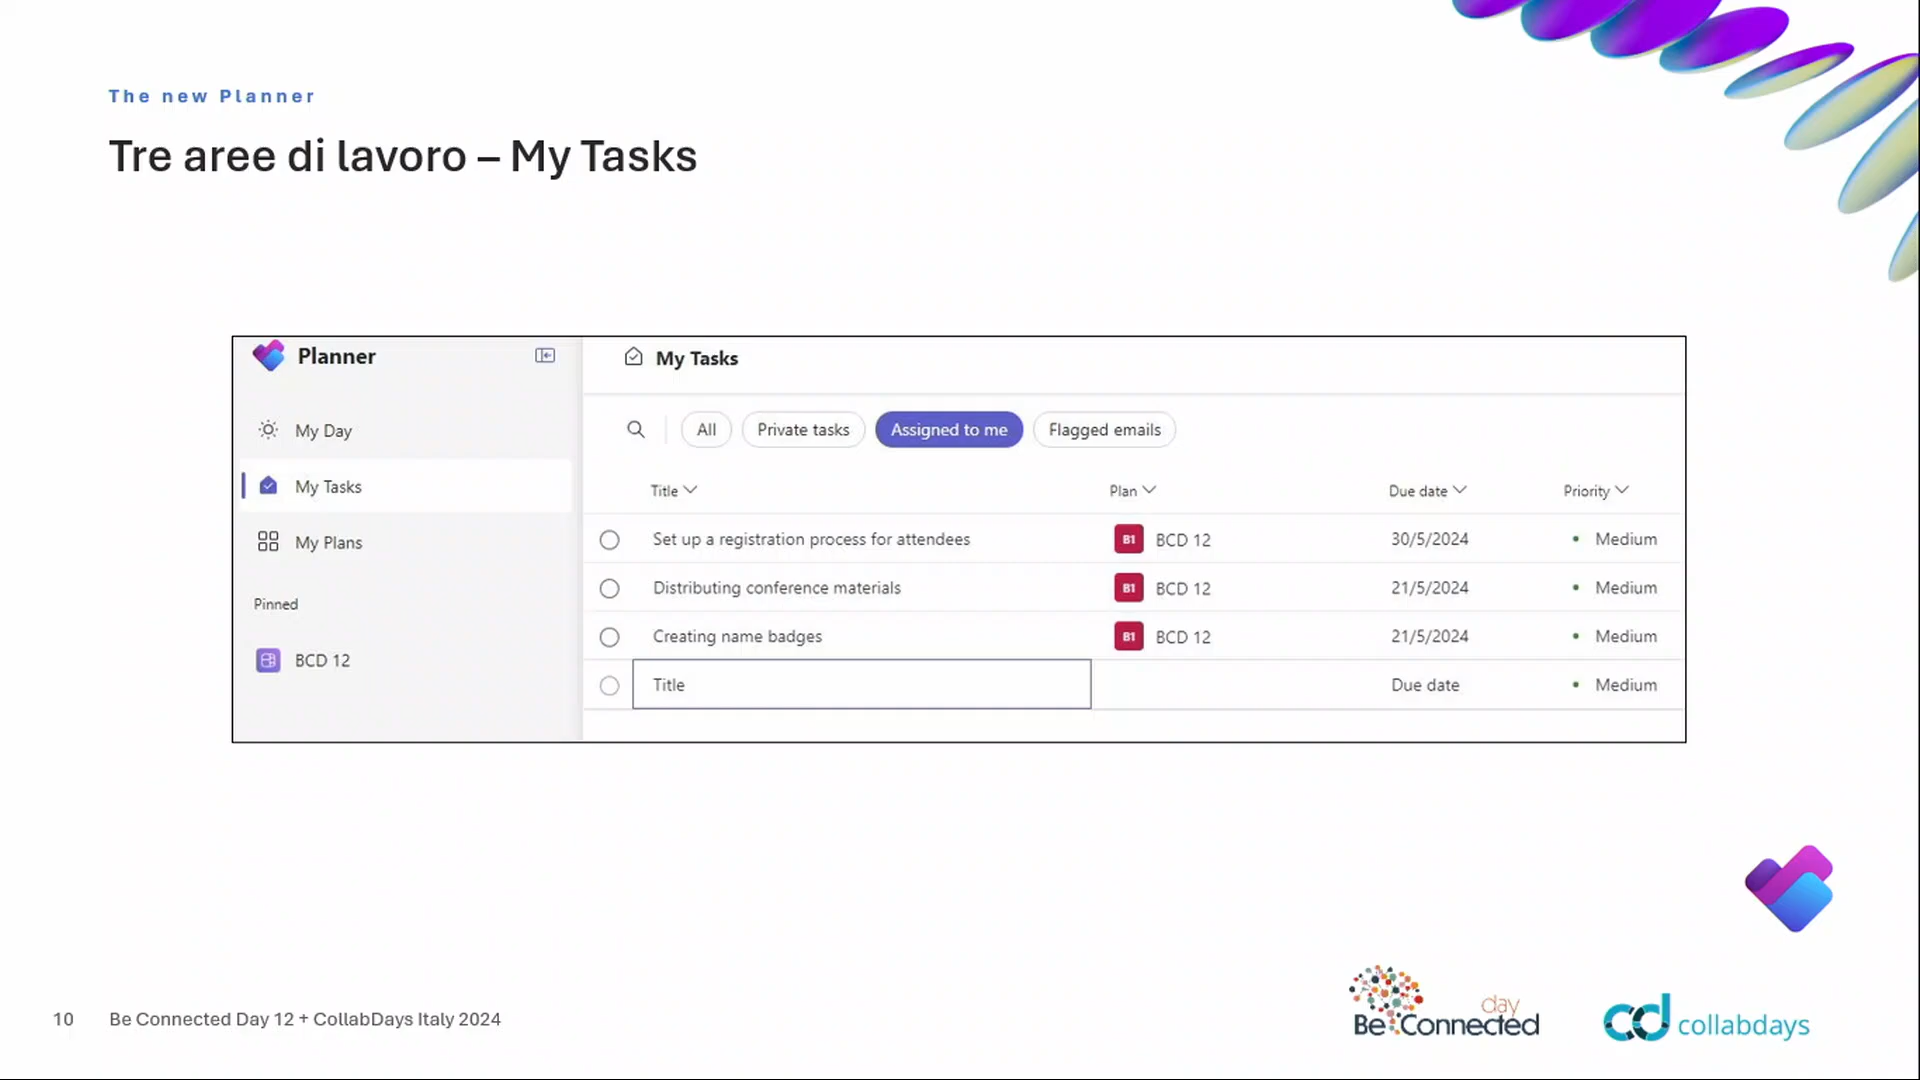 The new Planner
Tre aree di lavoro – My Tasks
Planner
My Day
My Tasks
My Plans
Pinned
BCD 12
My Tasks
All Private tasks Assigned to me Flagged emails
Title Plan Due date Priority
Set up a registration process for attendees B1 BCD 12 30/5/2024 Medium
Distributing conference materials B1 BCD 12 21/5/2024 Medium
Creating name badges B1 BCD 12 21/5/2024 Medium
Title Due date Medium
10 Be Connected Day 12 + CollabDays Italy 2024
day
Be Connected
cd collabdays